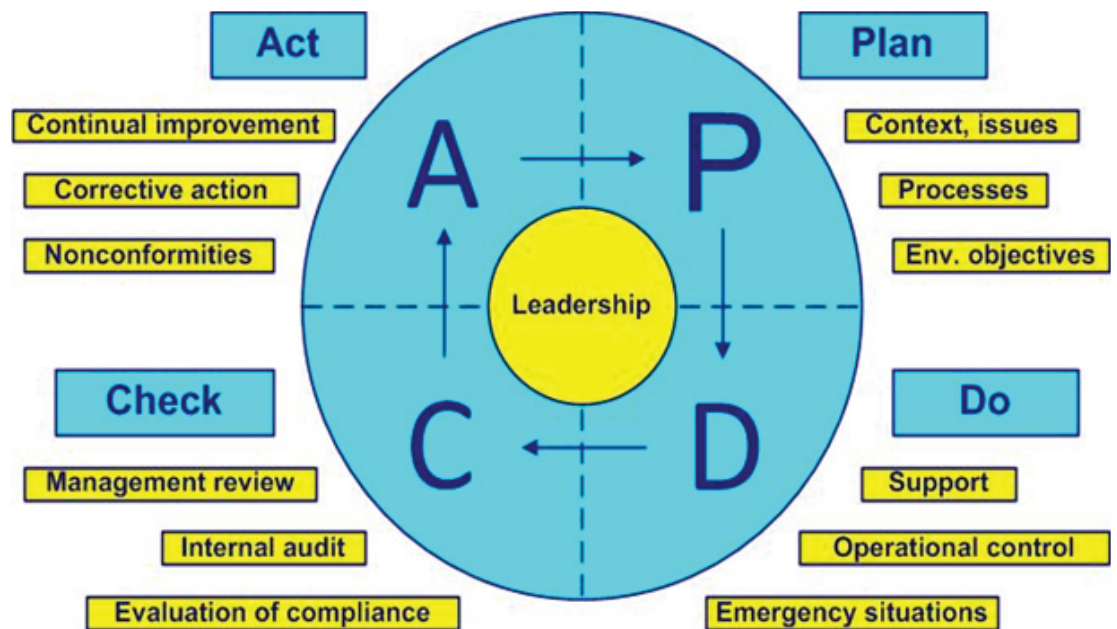 Act
Plan
Continual improvement
Corrective action
Nonconformities
A
P
Context, issues
Processes
Env. objectives
Leadership
Check
Do
C
D
Management review
Internal audit
Evaluation of compliance
Support
Operational control
Emergency situations